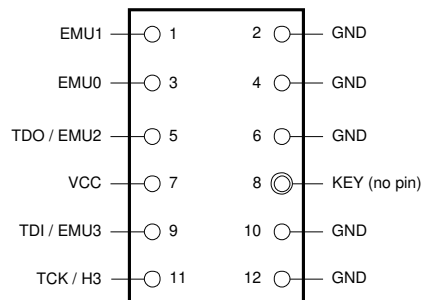 EMU1 1 2 GND
EMU0 3 4 GND
TDO / EMU2 5 6 GND
VCC 7 8 KEY (no pin)
TDI / EMU3 9 10 GND
TCK / H3 11 12 GND